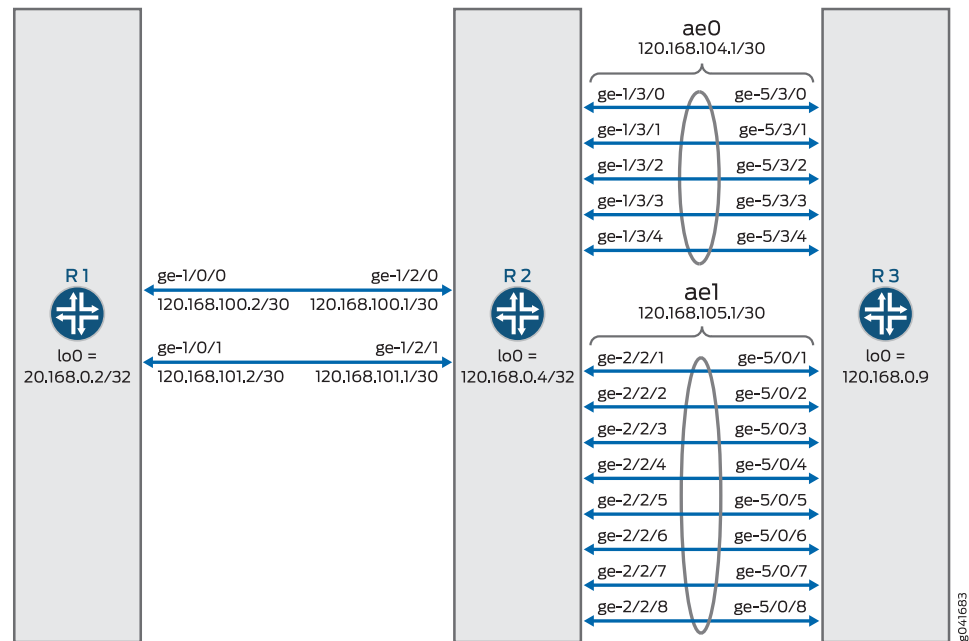 ae0
120.168.104.1/30
ge-1/3/0 ge-5/3/0
ge-1/3/1 ge-5/3/1
ge-1/3/2 ge-5/3/2
ge-1/3/3 ge-5/3/3
ge-1/3/4 ge-5/3/4
R1
lo0 =
20.168.0.2/32
ge-1/0/0 ge-1/2/0
120.168.100.2/30 120.168.100.1/30
ge-1/0/1 ge-1/2/1
120.168.101.2/30 120.168.101.1/30
R2
lo0 =
120.168.0.4/32
R3
lo0 =
120.168.0.9
ae1
120.168.105.1/30
ge-2/2/1 ge-5/0/1
ge-2/2/2 ge-5/0/2
ge-2/2/3 ge-5/0/3
ge-2/2/4 ge-5/0/4
ge-2/2/5 ge-5/0/5
ge-2/2/6 ge-5/0/6
ge-2/2/7 ge-5/0/7
ge-2/2/8 ge-5/0/8
g041683